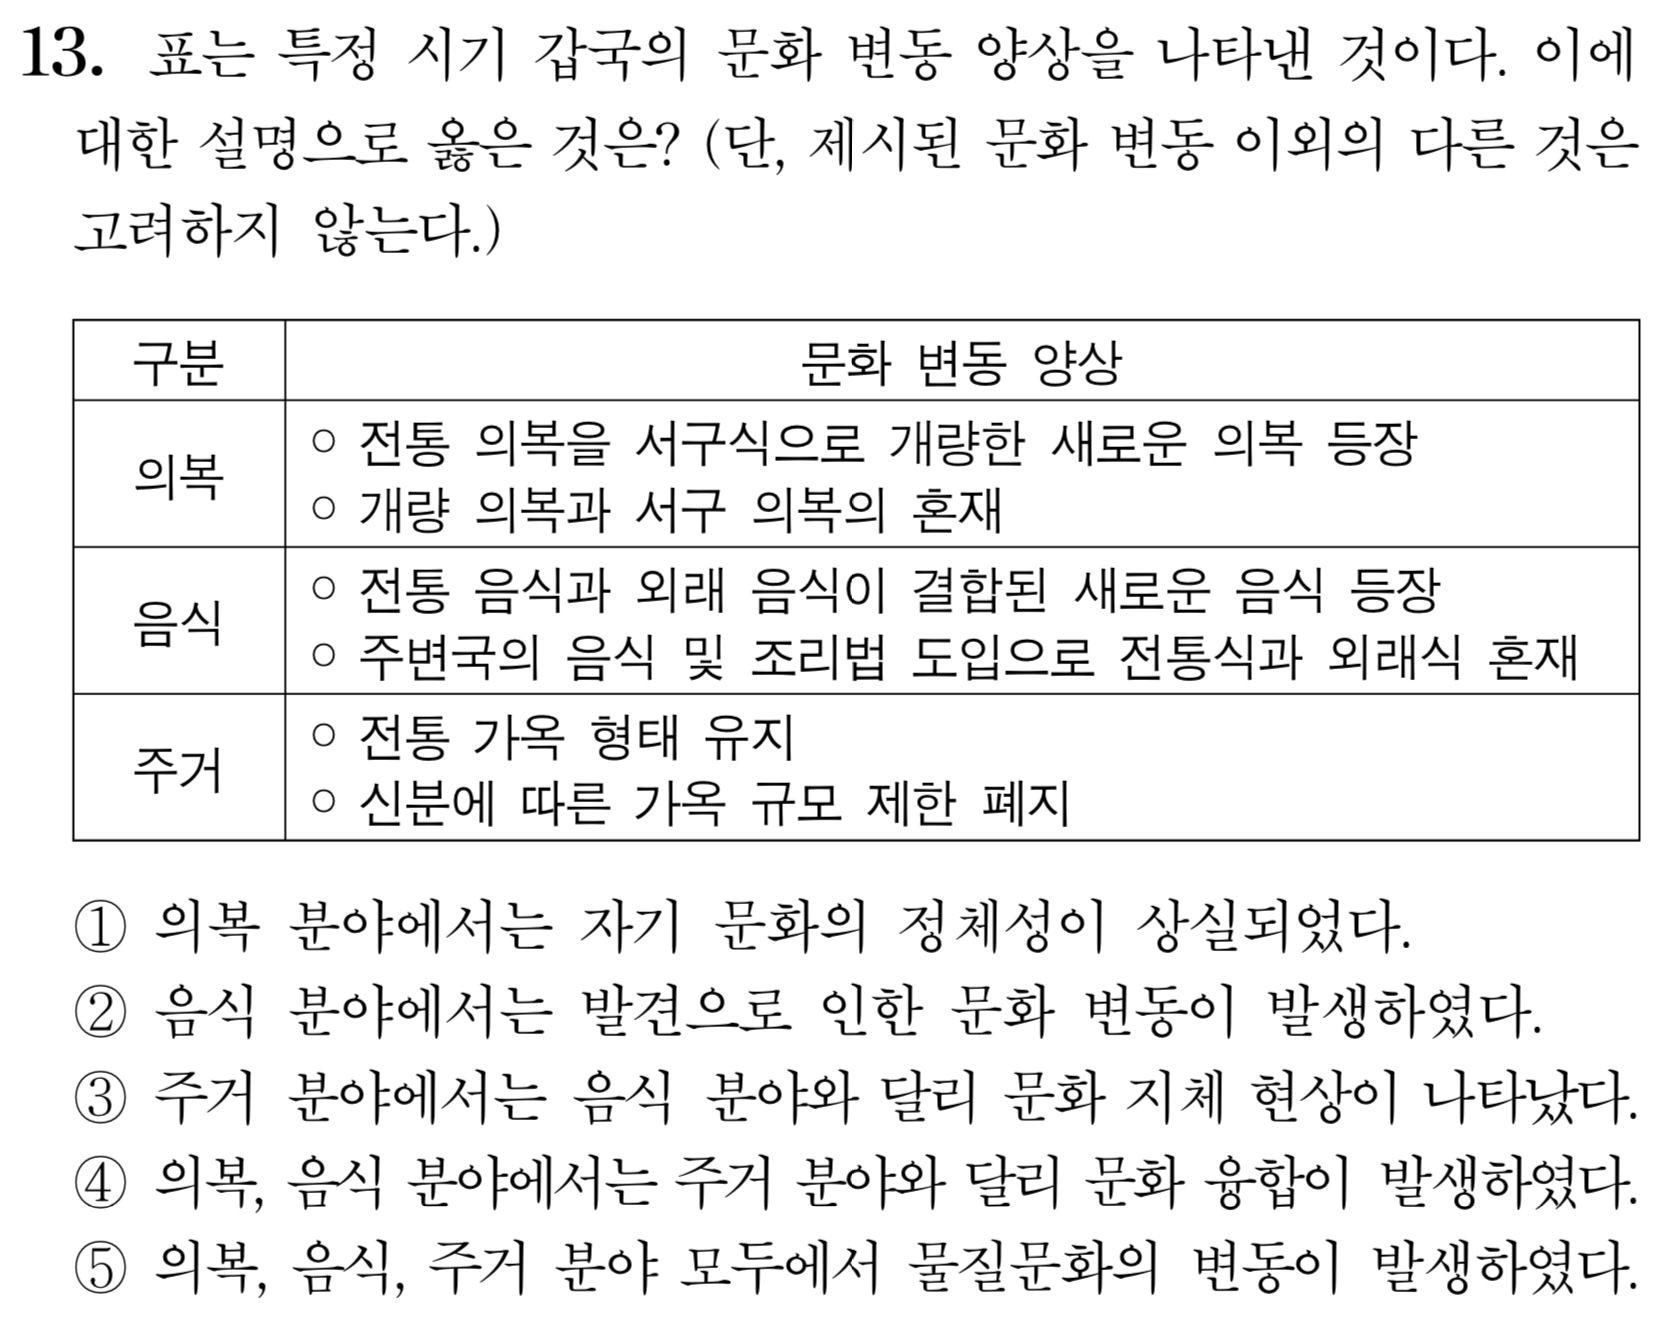 13. 표는 특정 시기 갑국의 문화 변동 양상을 나타낸 것이다. 이에
대한 설명으로 옳은 것은? (단, 제시된 문화 변동 이외의 다른 것은
고려하지 않는다.)
구분 문화 변동 양상
의복
○ 전통 의복을 서구식으로 개량한 새로운 의복 등장
○ 개량 의복과 서구 의복의 혼재
음식
○ 전통 음식과 외래 음식이 결합된 새로운 음식 등장
○ 주변국의 음식 및 조리법 도입으로 전통식과 외래식 혼재
주거
○ 전통 가옥 형태 유지
○ 신분에 따른 가옥 규모 제한 폐지
① 의복 분야에서는 자기 문화의 정체성이 상실되었다.
② 음식 분야에서는 발견으로 인한 문화 변동이 발생하였다.
③ 주거 분야에서는 음식 분야와 달리 문화 지체 현상이 나타났다.
④ 의복, 음식 분야에서는 주거 분야와 달리 문화 융합이 발생하였다.
⑤ 의복, 음식, 주거 분야 모두에서 물질문화의 변동이 발생하였다.